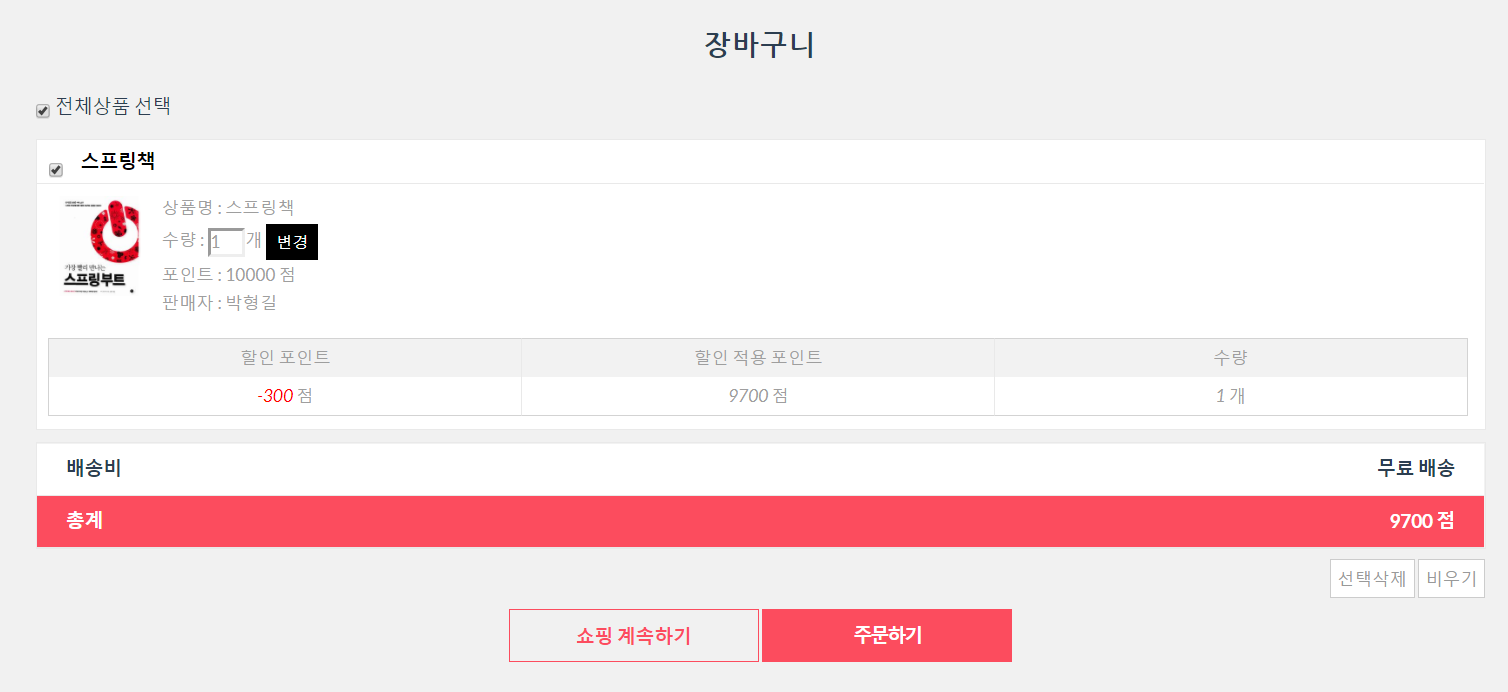 장바구니
전체상품 선택
스프링책
가장 빨리 만나는
스프링부트
상품명 : 스프링책
수량 : 1 개 변경
포인트 : 10000 점
판매자 : 박형길
할인 포인트 할인 적용 포인트 수량
-300 점 9700 점 1 개
배송비 무료 배송
총계 9700 점
선택삭제 비우기
쇼핑 계속하기 주문하기